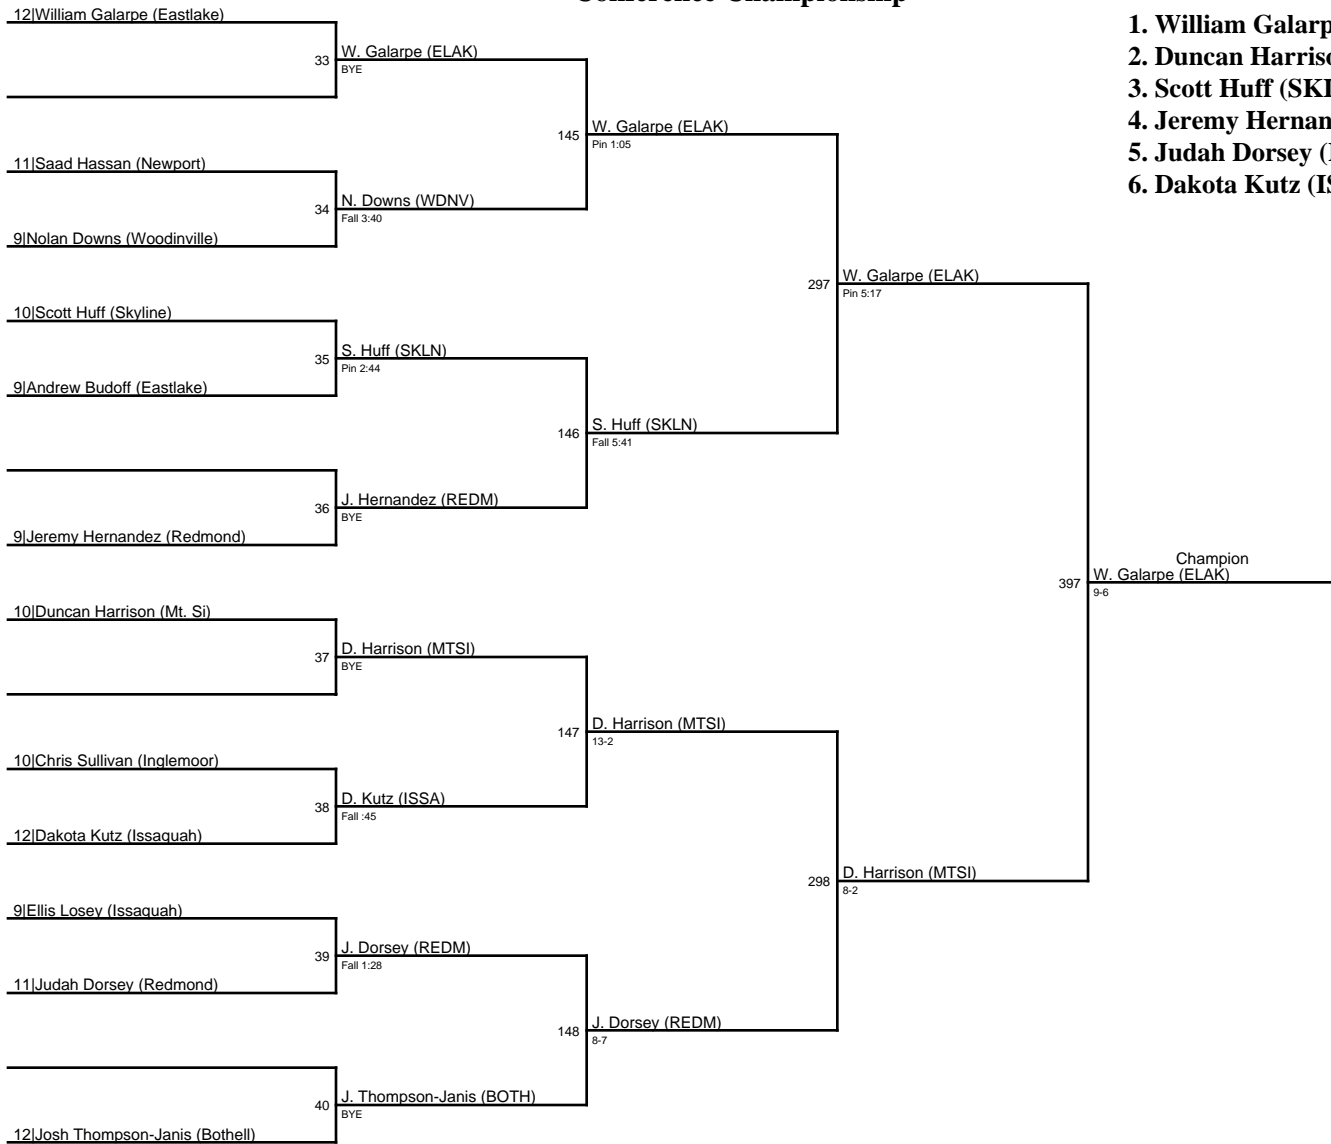 Conference Championship
12|William Galarpe (Eastlake)
33
W. Galarpe (ELAK)
BYE
145
W. Galarpe (ELAK)
Pin 1:05
11|Saad Hassan (Newport)
34
N. Downs (WDNV)
Fall 3:40
9|Nolan Downs (Woodinville)
297
W. Galarpe (ELAK)
Pin 5:17
10|Scott Huff (Skyline)
35
S. Huff (SKLN)
Pin 2:44
9|Andrew Budoff (Eastlake)
146
S. Huff (SKLN)
Fall 5:41
36
J. Hernandez (REDM)
BYE
9|Jeremy Hernandez (Redmond)
Champion
397
W. Galarpe (ELAK)
9-6
10|Duncan Harrison (Mt. Si)
37
D. Harrison (MTSI)
BYE
147
D. Harrison (MTSI)
13-2
10|Chris Sullivan (Inglemoor)
38
D. Kutz (ISSA)
Fall :45
12|Dakota Kutz (Issaquah)
298
D. Harrison (MTSI)
8-2
9|Ellis Losey (Issaquah)
39
J. Dorsey (REDM)
Fall 1:28
11|Judah Dorsey (Redmond)
148
J. Dorsey (REDM)
8-7
40
J. Thompson-Janis (BOTH)
BYE
12|Josh Thompson-Janis (Bothell)
1. William Galarp
2. Duncan Harriso
3. Scott Huff (SK
4. Jeremy Hernan
5. Judah Dorsey (
6. Dakota Kutz (IS